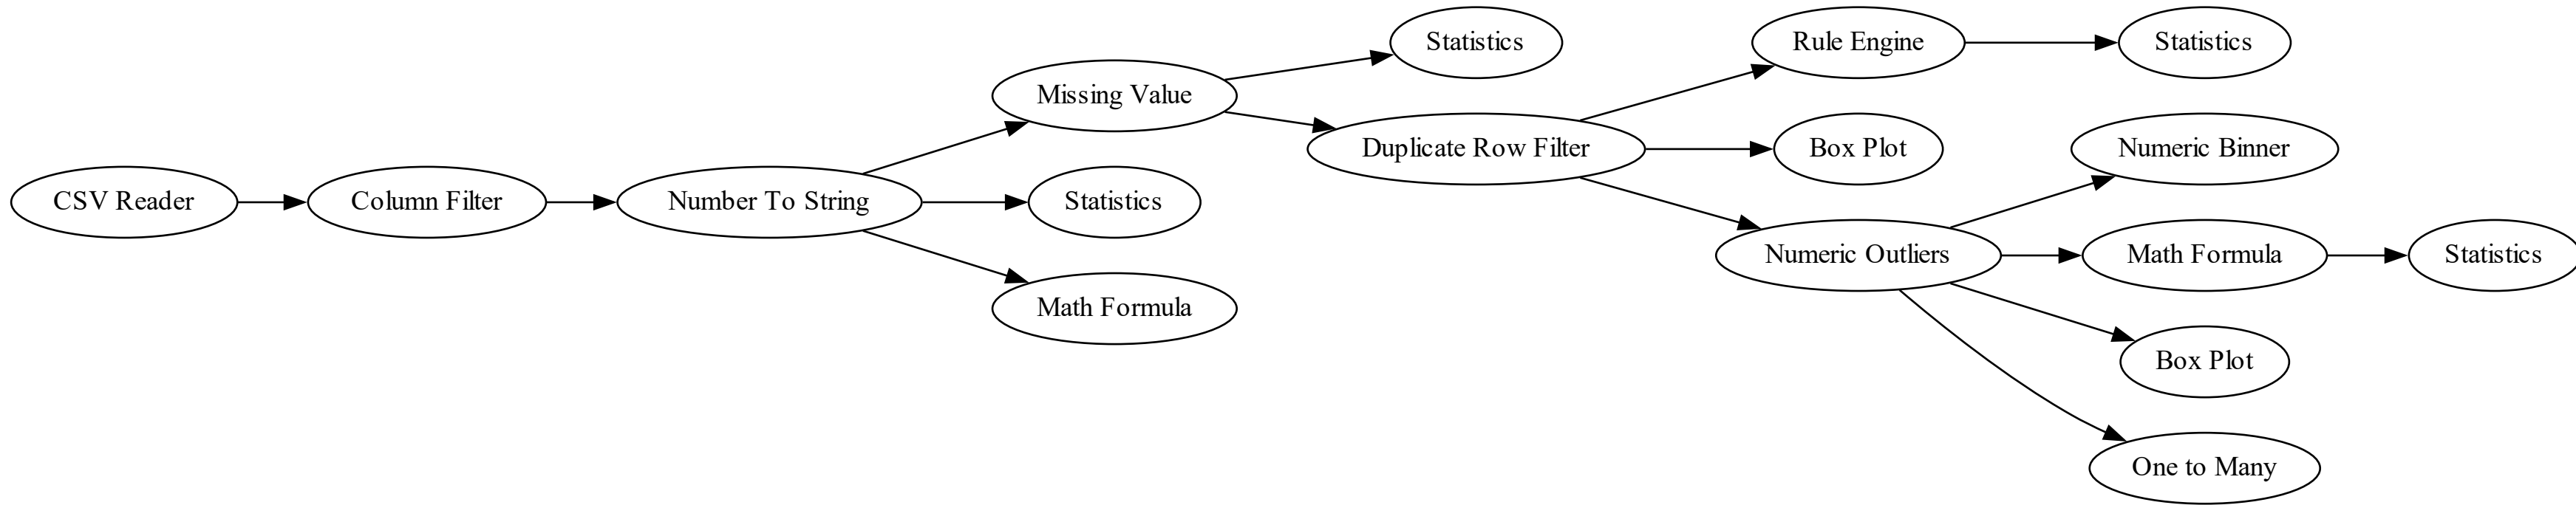 CSV Reader
Column Filter
Number To String
Missing Value
Statistics
Math Formula
Statistics
Duplicate Row Filter
Rule Engine
Box Plot
Numeric Outliers
Statistics
Numeric Binner
Math Formula
Box Plot
One to Many
Statistics